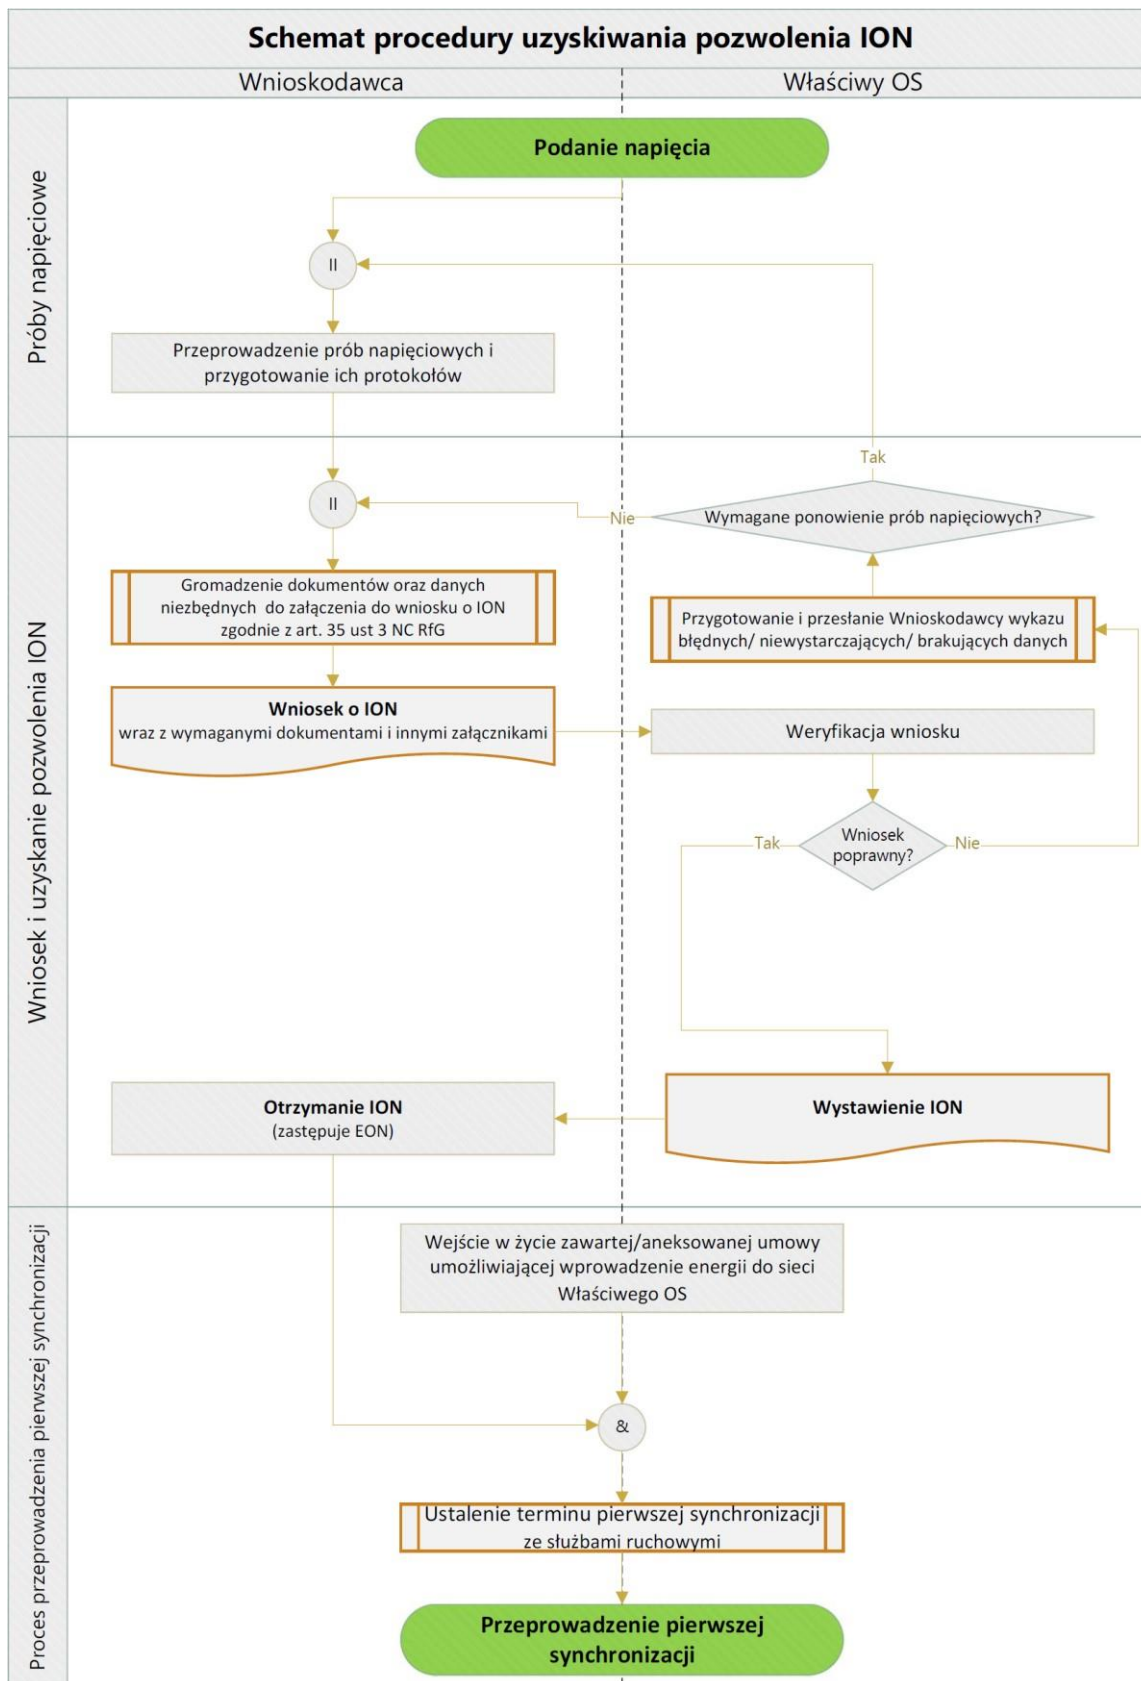 Schemat procedury uzyskiwania pozwolenia ION
Wnioskodawca
Właściwy OS
Próby napięciowe
Podanie napięcia
II
Przeprowadzenie prób napięciowych i
przygotowanie ich protokołów
Wniosek i uzyskanie pozwolenia ION
Tak
II
Nie
Wymagane ponowienie prób napięciowych?
Gromadzenie dokumentów oraz danych
niezbędnych do załączenia do wniosku o ION
zgodnie z art. 35 ust 3 NC RfG
Przygotowanie i przesłanie Wnioskodawcy wykazu
błędnych/ niewystarczających/ brakujących danych
Wniosek o ION
wraz z wymaganymi dokumentami i innymi załącznikami
Weryfikacja wniosku
Tak
Wniosek
poprawny?
Nie
Otrzymanie ION
(zastępuje EON)
Wystawienie ION
Proces przeprowadzenia pierwszej synchronizacji
Wejście w życie zawartej/aneksowanej umowy
umożliwiającej wprowadzenie energii do sieci
Właściwego OS
&
Ustalenie terminu pierwszej synchronizacji
ze służbami ruchowymi
Przeprowadzenie pierwszej
synchronizacji